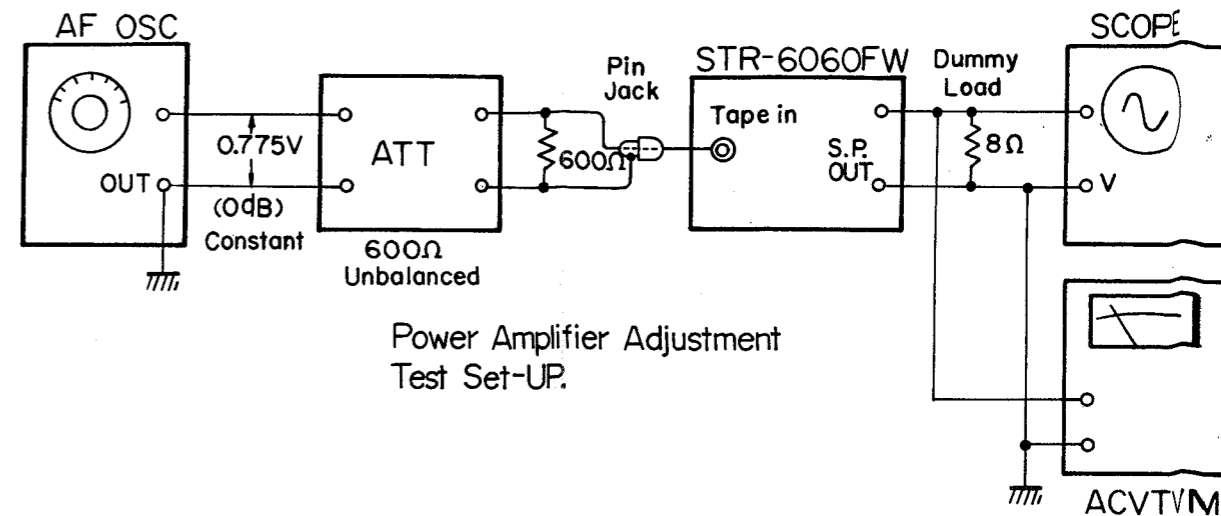 AF OSC
OUT
0.775V
(0dB)
Constant
ATT
600Ω
Unbalanced
600Ω
Pin
Jack
STR-6060FW
Tape in
S.P.
OUT
Dummy
Load
8Ω
SCOPE
V
ACVTVM
Power Amplifier Adjustment
Test Set-UP.